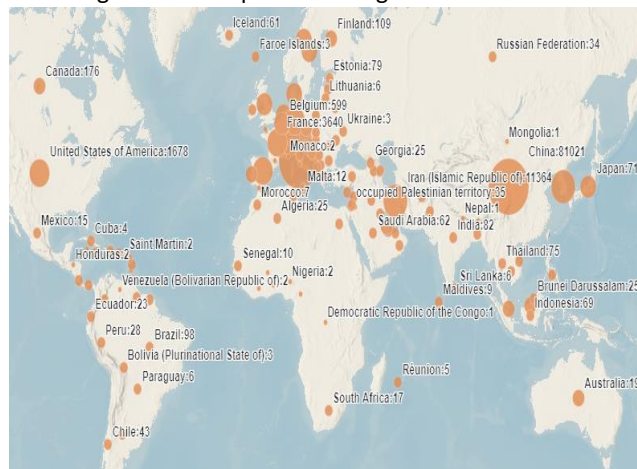 Iceland:61
Finland:109
Faroe Islands:3
Russian Federation:34
Canada:176
Estonia:79
Lithuania:6
Belgium:599
France:3640
Ukraine:3
Mongolia:1
Monaco:2
Georgia:25
China:81021
United States of America:1678
Japan:71
Malta:12
Iran (Islamic Republic of):11364
Morocco:7
occupied Palestinian territory:35
Algeria:25
Nepal:1
Mexico:15
Cuba:4
Saudi Arabia:62
India:82
Saint Martin:2
Honduras:2
Senegal:10
Thailand:75
Nigeria:2
Sri Lanka:6
Venezuela (Bolivarian Republic of):2
Maldives:9
Brunei Darussalam:25
Ecuador:23
Indonesia:69
Democratic Republic of the Congo:1
Peru:28
Brazil:98
Bolivia (Plurinational State of):3
Réunion:5
Paraguay:6
Australia:19
South Africa:17
Chile:43